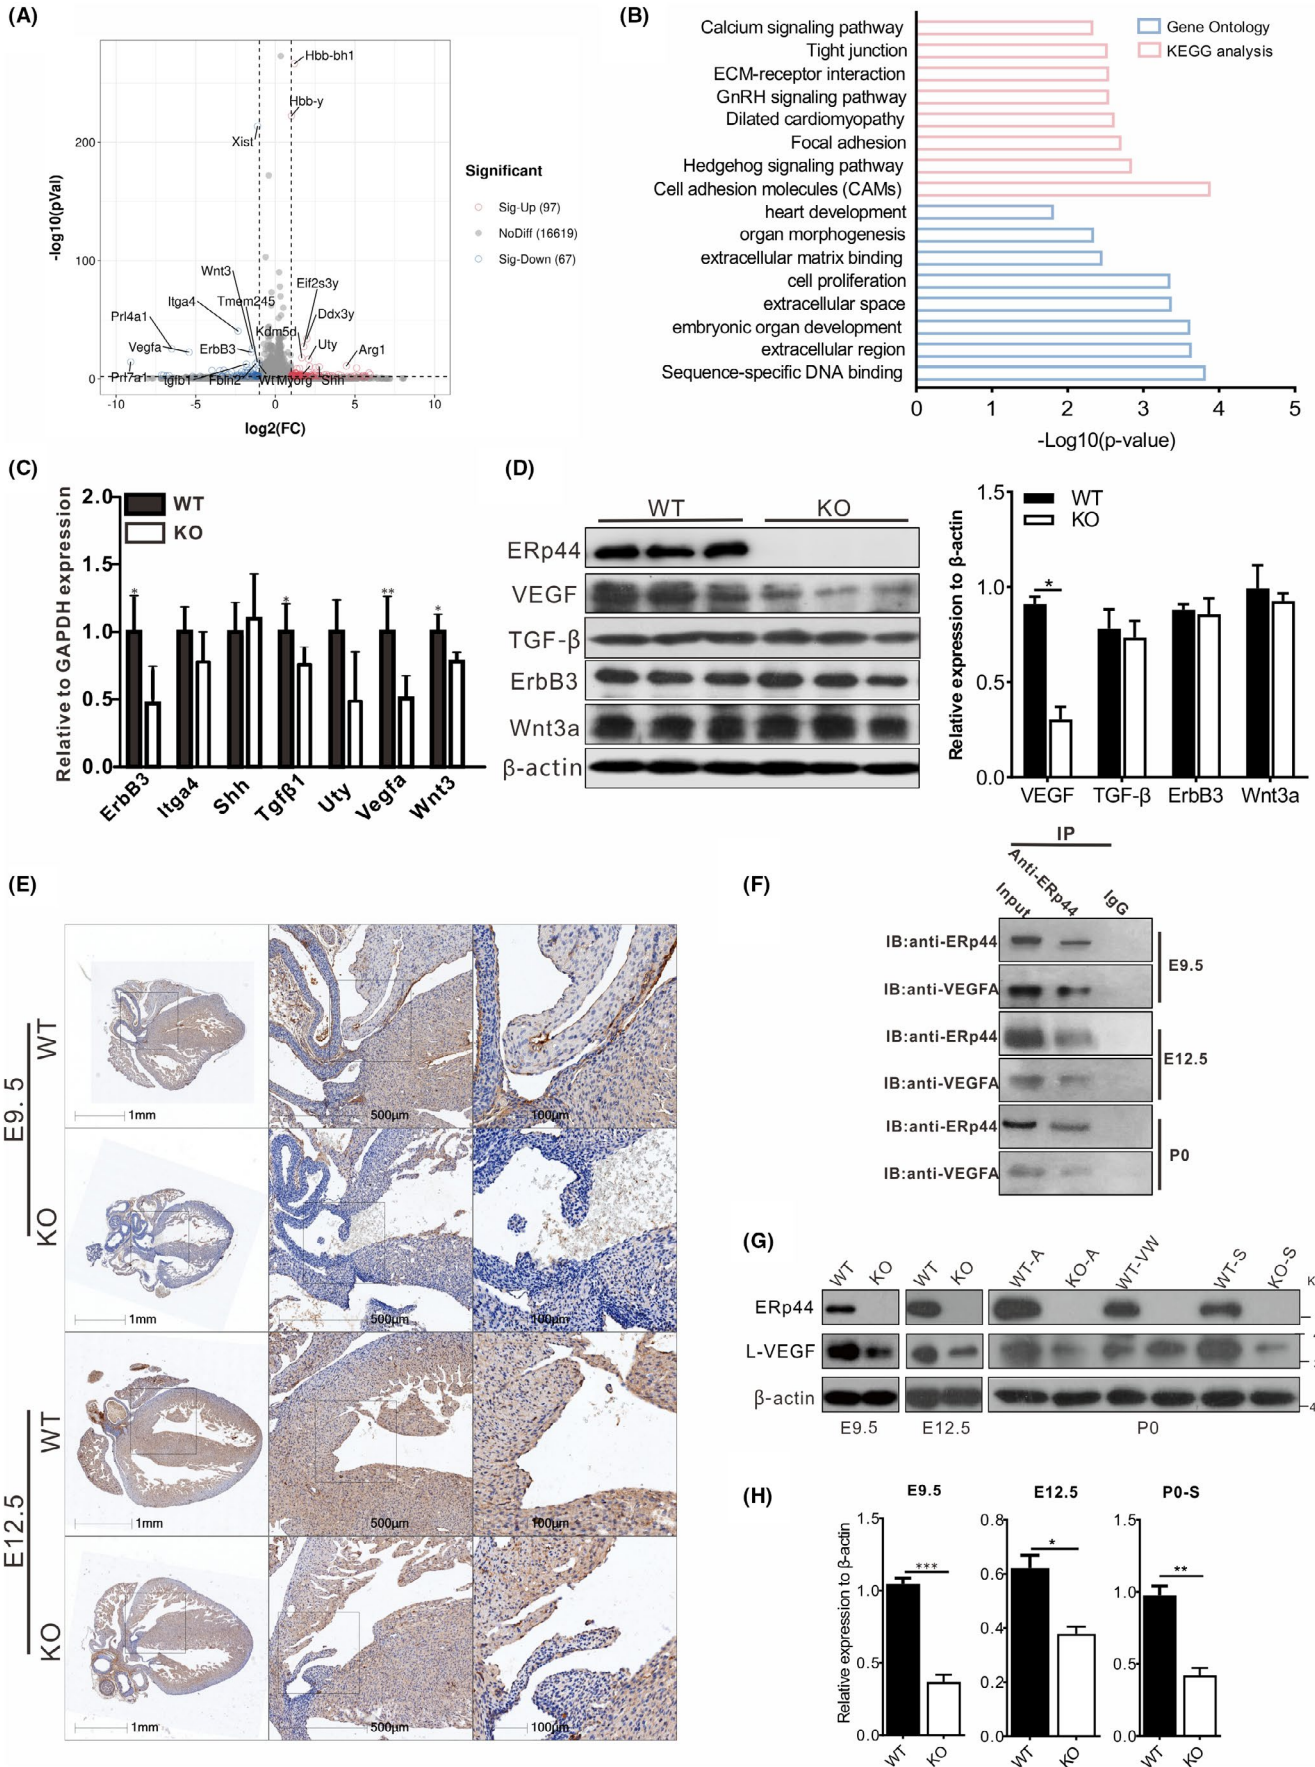 (A)
Hbb-bh1
Hbb-y
Xist
200
100
0
-log10(pVal)
Wnt3
Eif2s3y
Itga4
Tmem245
Ddx3y
Prl4a1
Kdm5d
Vegfa
ErbB3
Uty
Arg1
Prl7a1
Itgfb1
Fbln2
Wt
Myorg
Shh
-10 -5 0 5 10
log2(FC)
Significant
Sig-Up (97)
NoDiff (16619)
Sig-Down (67)
(B)
Calcium signaling pathway
Tight junction
ECM-receptor interaction
GnRH signaling pathway
Dilated cardiomyopathy
Focal adhesion
Hedgehog signaling pathway
Cell adhesion molecules (CAMs)
heart development
organ morphogenesis
extracellular matrix binding
cell proliferation
extracellular space
embryonic organ development
extracellular region
Sequence-specific DNA binding
Gene Ontology
KEGG analysis
0 1 2 3 4 5
-Log10(p-value)
(C)
Relative to GAPDH expression
2.0
1.5
1.0
0.5
0.0
WT
KO
* * ** *
ErbB3 Itga4 Shh Tgfβ1 Uty Vegfa Wnt3
(D)
WT KO
ERp44
VEGF
TGF-β
ErbB3
Wnt3a
β-actin
Relative expression to β-actin
1.5
1.0
0.5
0.0
WT
KO
*
VEGF TGF-β ErbB3 Wnt3a
(E)
E9. 5
WT
1mm 500μm 100μm
KO
1mm 500μm 100μm
E12.5
WT
1mm 500μm 100μm
KO
1mm 500μm 100μm
(F)
IP
Input Anti-ERp44 IgG
IB:anti-ERp44
IB:anti-VEGFA
E9.5
IB:anti-ERp44
IB:anti-VEGFA
E12.5
IB:anti-ERp44
IB:anti-VEGFA
P0
(G)
WT KO WT KO WT-A KO-A WT-VW WT-S KO-S
K
ERp44
L-VEGF
β-actin
4
E9.5 E12.5 P0
(H)
Relative expression to β-actin
E9.5
1.5
1.0
0.5
0.0
***
WT KO
E12.5
0.8
0.6
0.4
0.2
0.0
*
WT KO
P0-S
1.5
1.0
0.5
0
**
WT KO